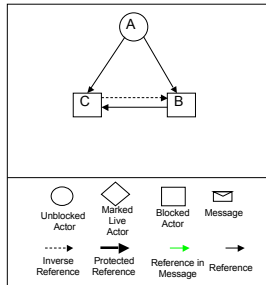 A
C
B
Unblocked Actor
Marked Live Actor
Blocked Actor
Message
Inverse Reference
Protected Reference
Reference in Message
Reference